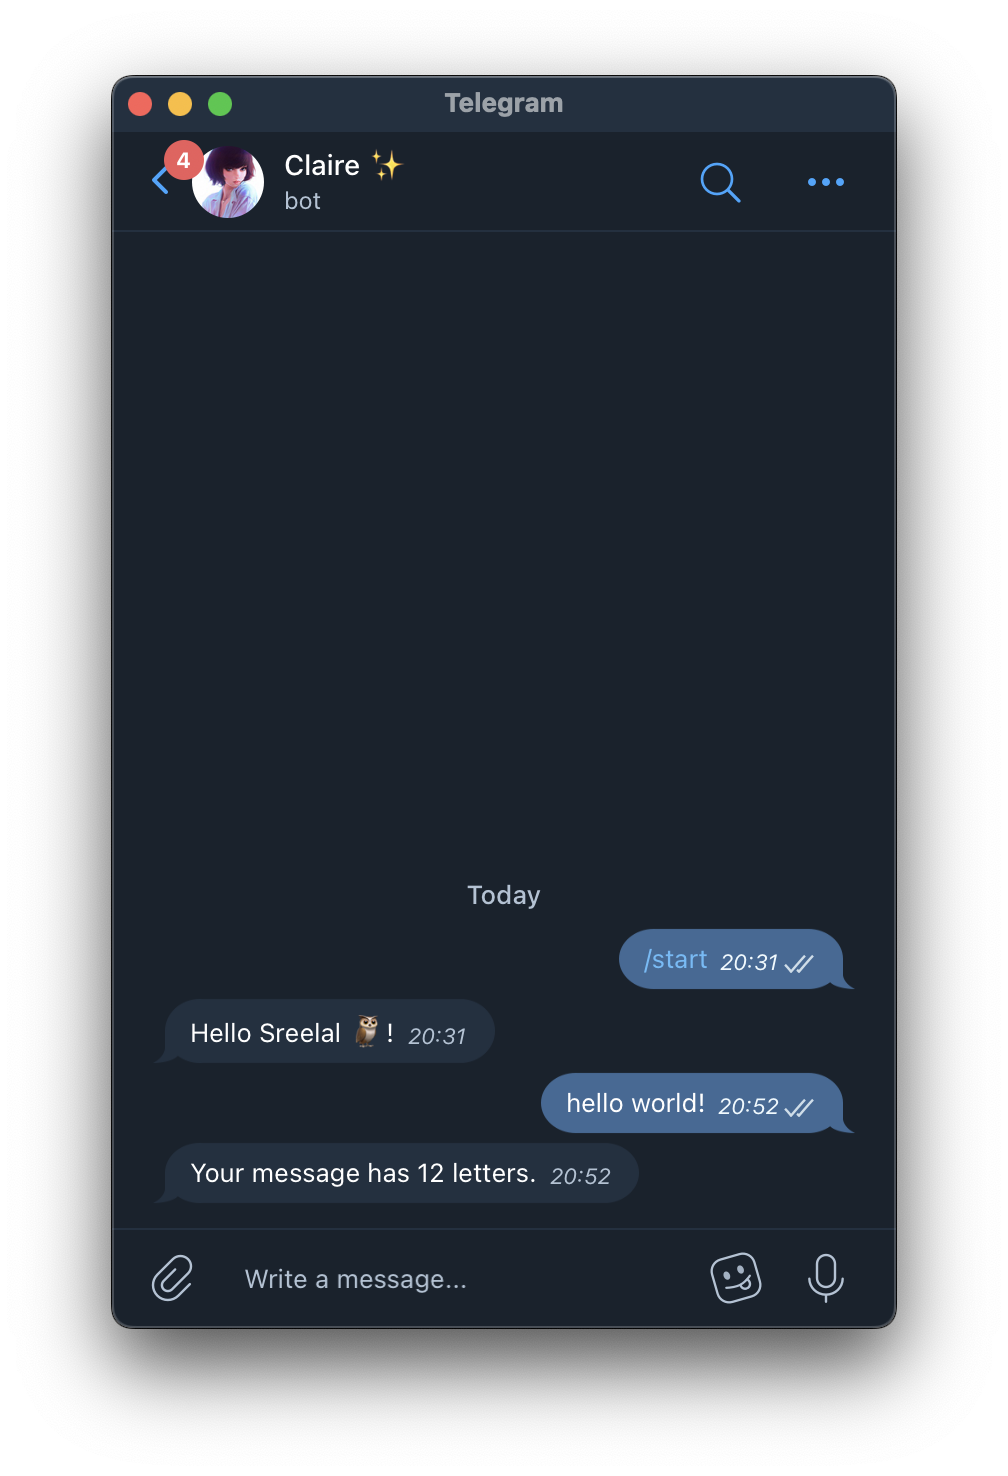 Telegram
4
Claire ✨
bot
Today
/start 20:31
Hello Sreelal 🦉! 20:31
hello world! 20:52
Your message has 12 letters. 20:52
Write a message...